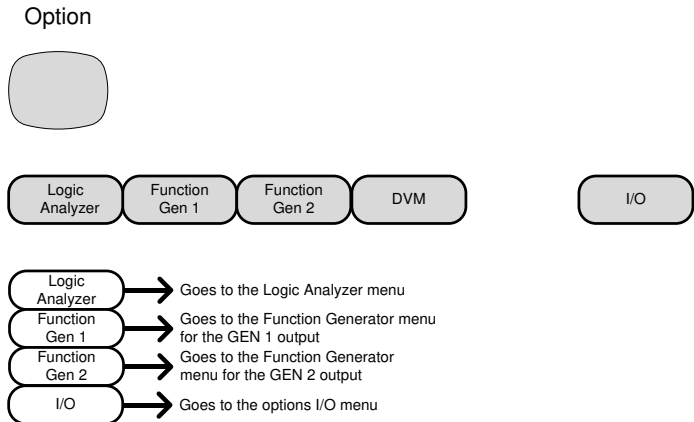 Option
Logic
Analyzer
Function
Gen 1
Function
Gen 2
DVM
I/O
Logic
Analyzer
Goes to the Logic Analyzer menu
Function
Gen 1
Goes to the Function Generator menu
for the GEN 1 output
Function
Gen 2
Goes to the Function Generator
menu for the GEN 2 output
I/O
Goes to the options I/O menu